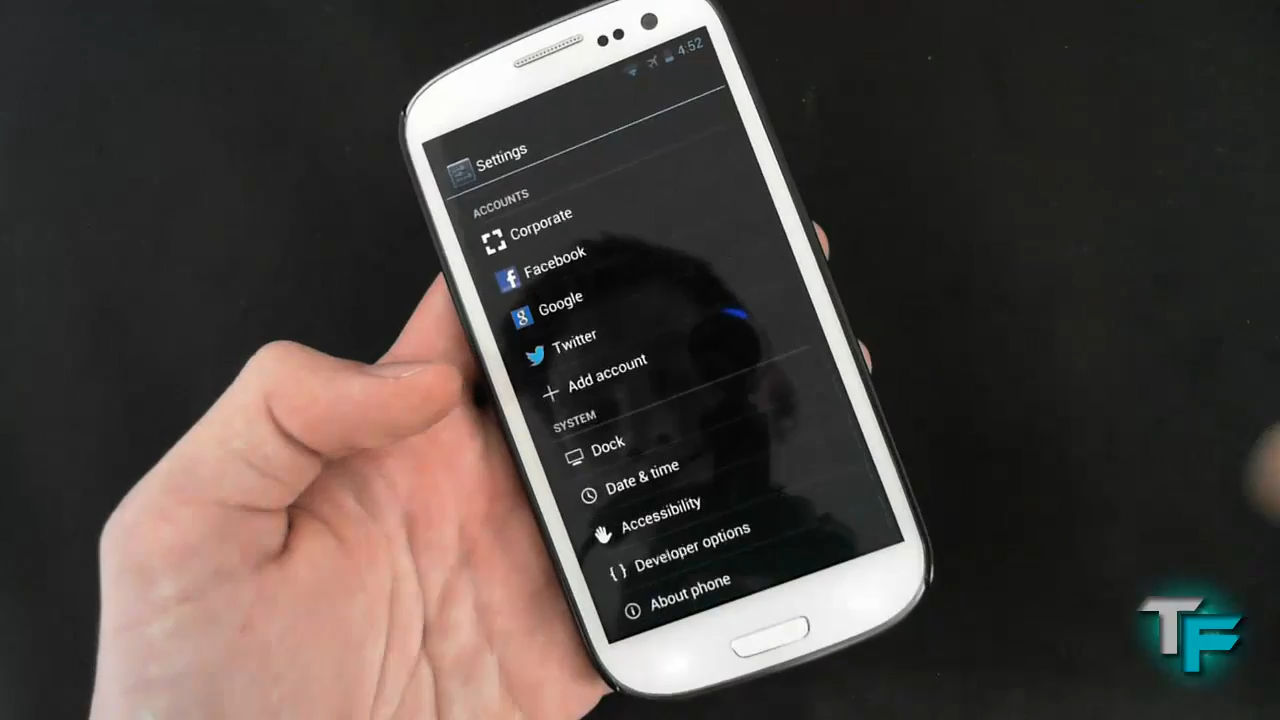 4:52
Settings
ACCOUNTS
Corporate
Facebook
Google
Twitter
Add account
SYSTEM
Dock
Date & time
Accessibility
{ } Developer options
About phone
TF